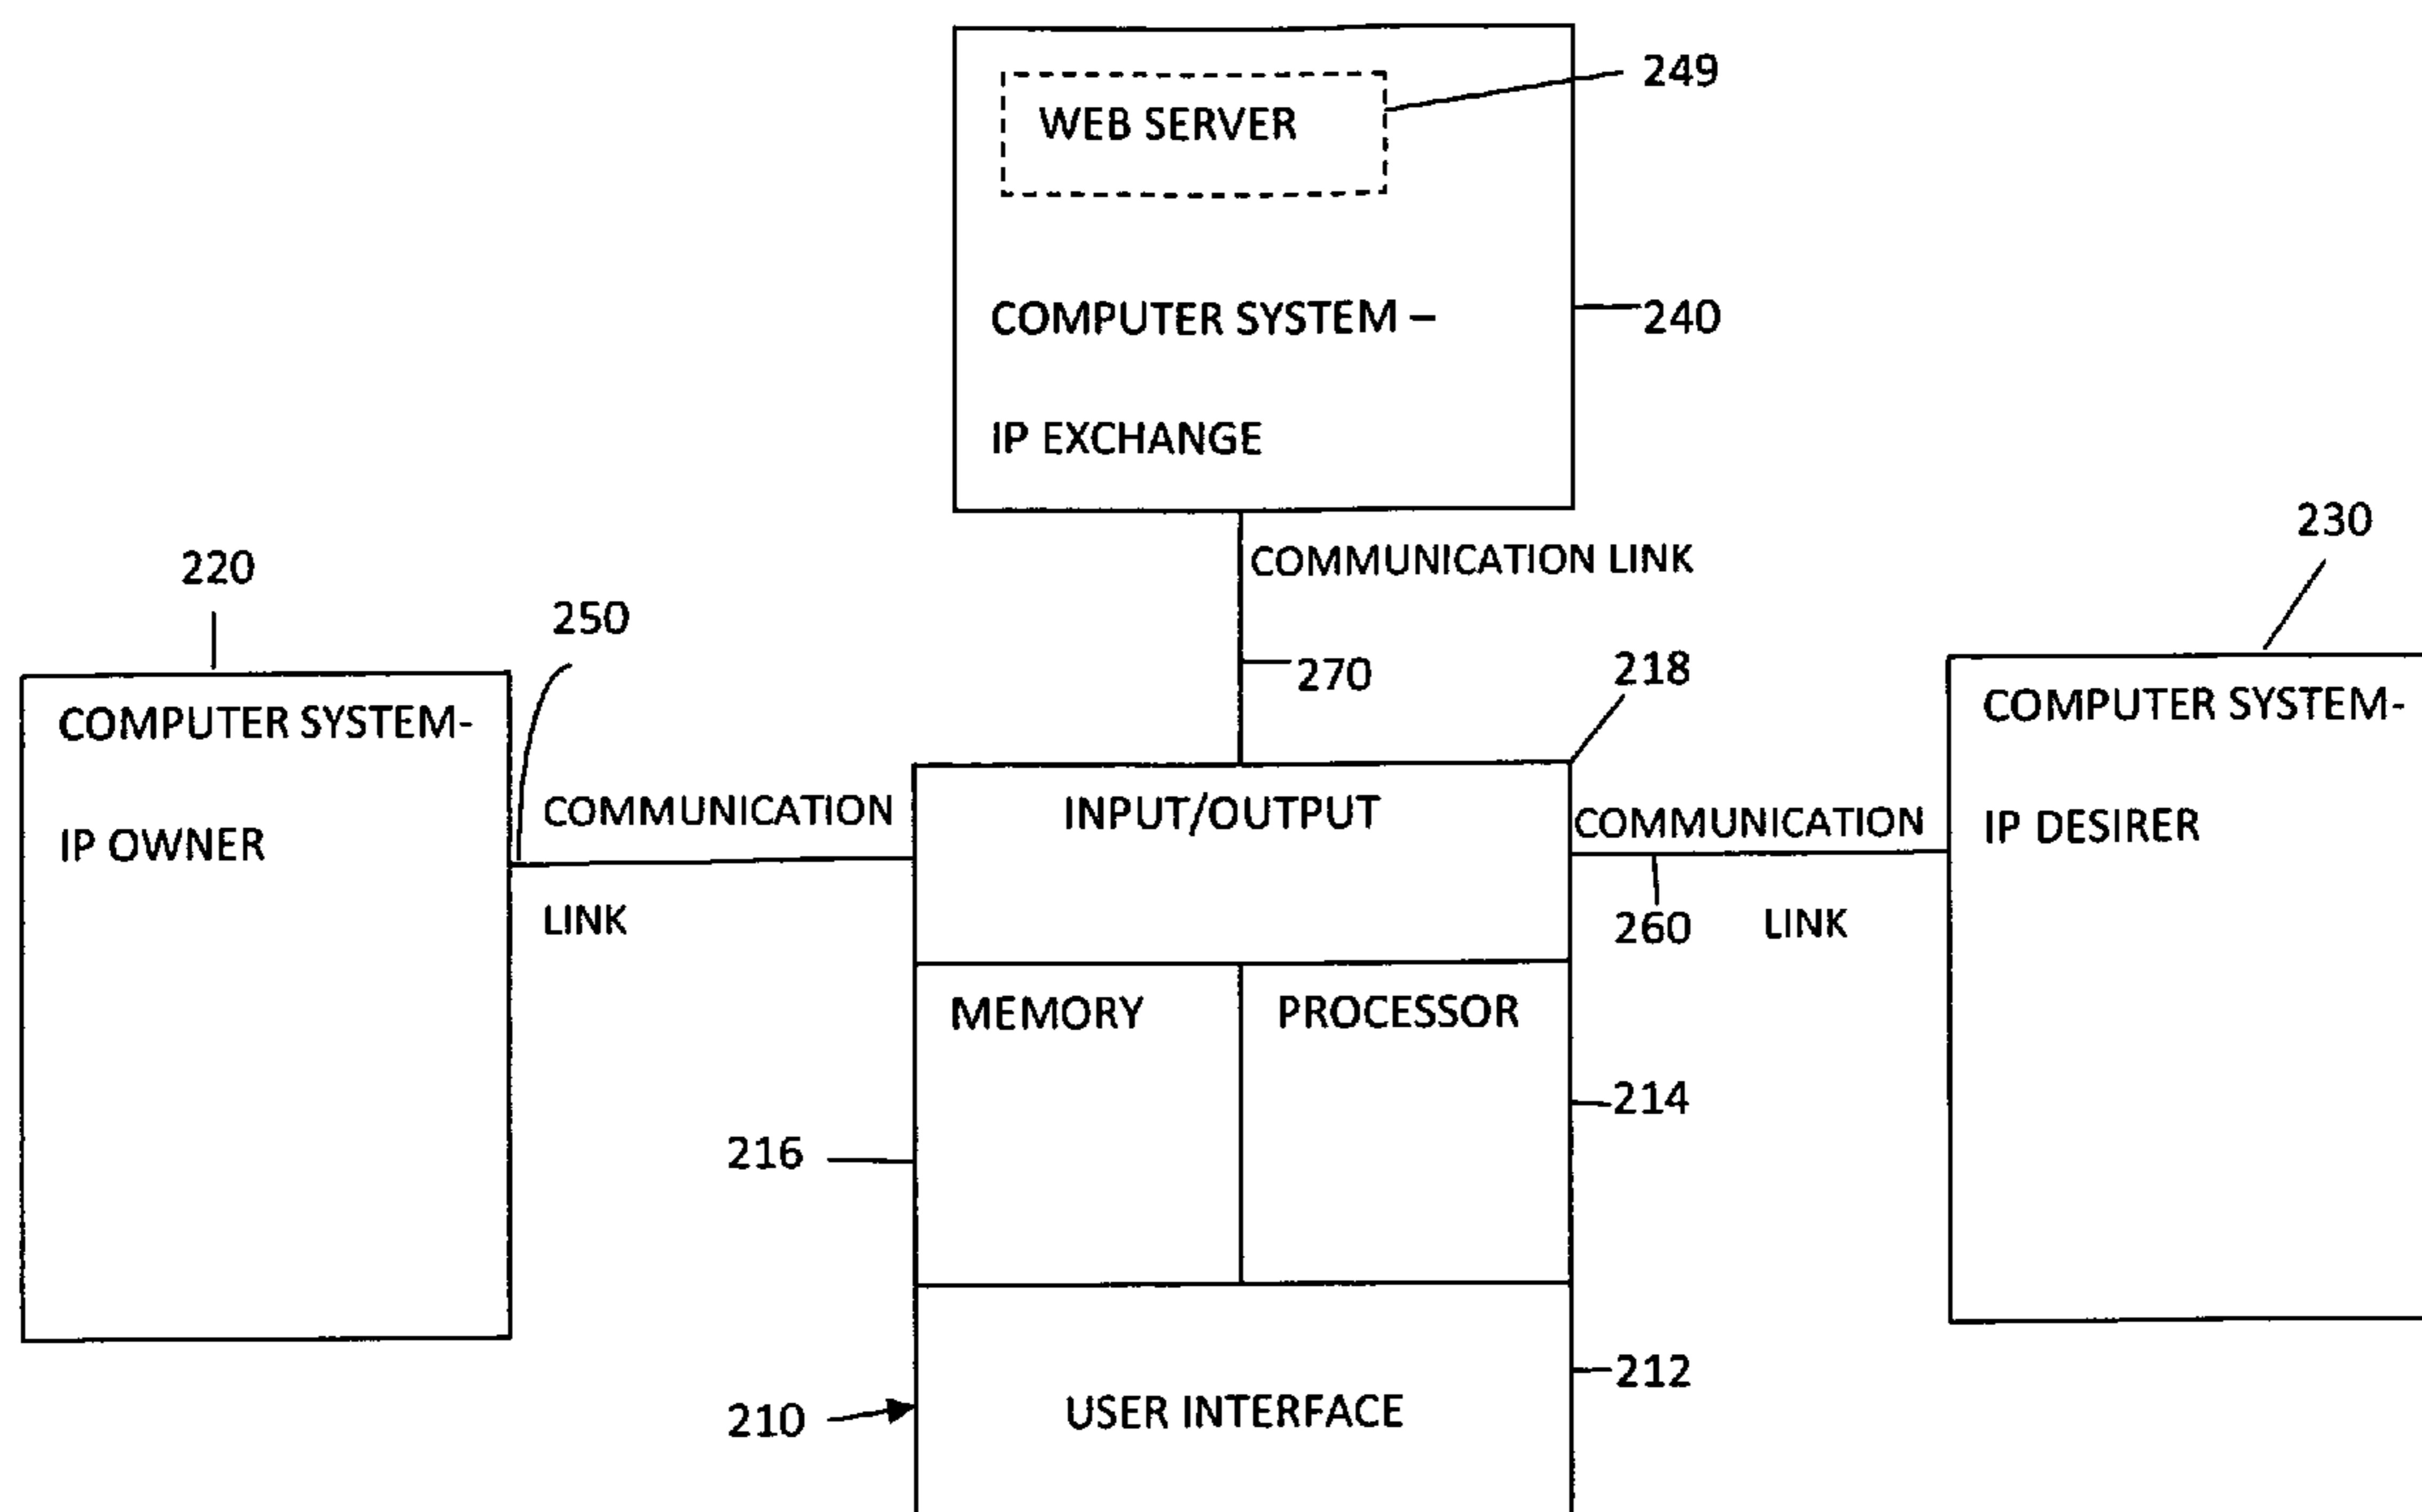 249
WEB SERVER
COMPUTER SYSTEM –
240
IP EXCHANGE
230
COMMUNICATION LINK
220
250
218
270
COMPUTER SYSTEM-
COMPUTER SYSTEM-
COMMUNICATION
INPUT/OUTPUT
COMMUNICATION
IP DESIRER
IP OWNER
LINK
260
LINK
MEMORY
PROCESSOR
214
216
212
USER INTERFACE
210